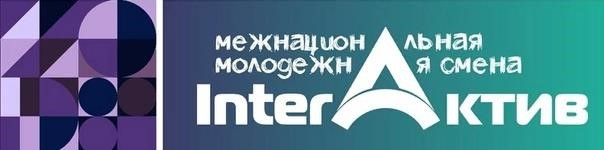 межнациональная
молодежная смена
InterАктив